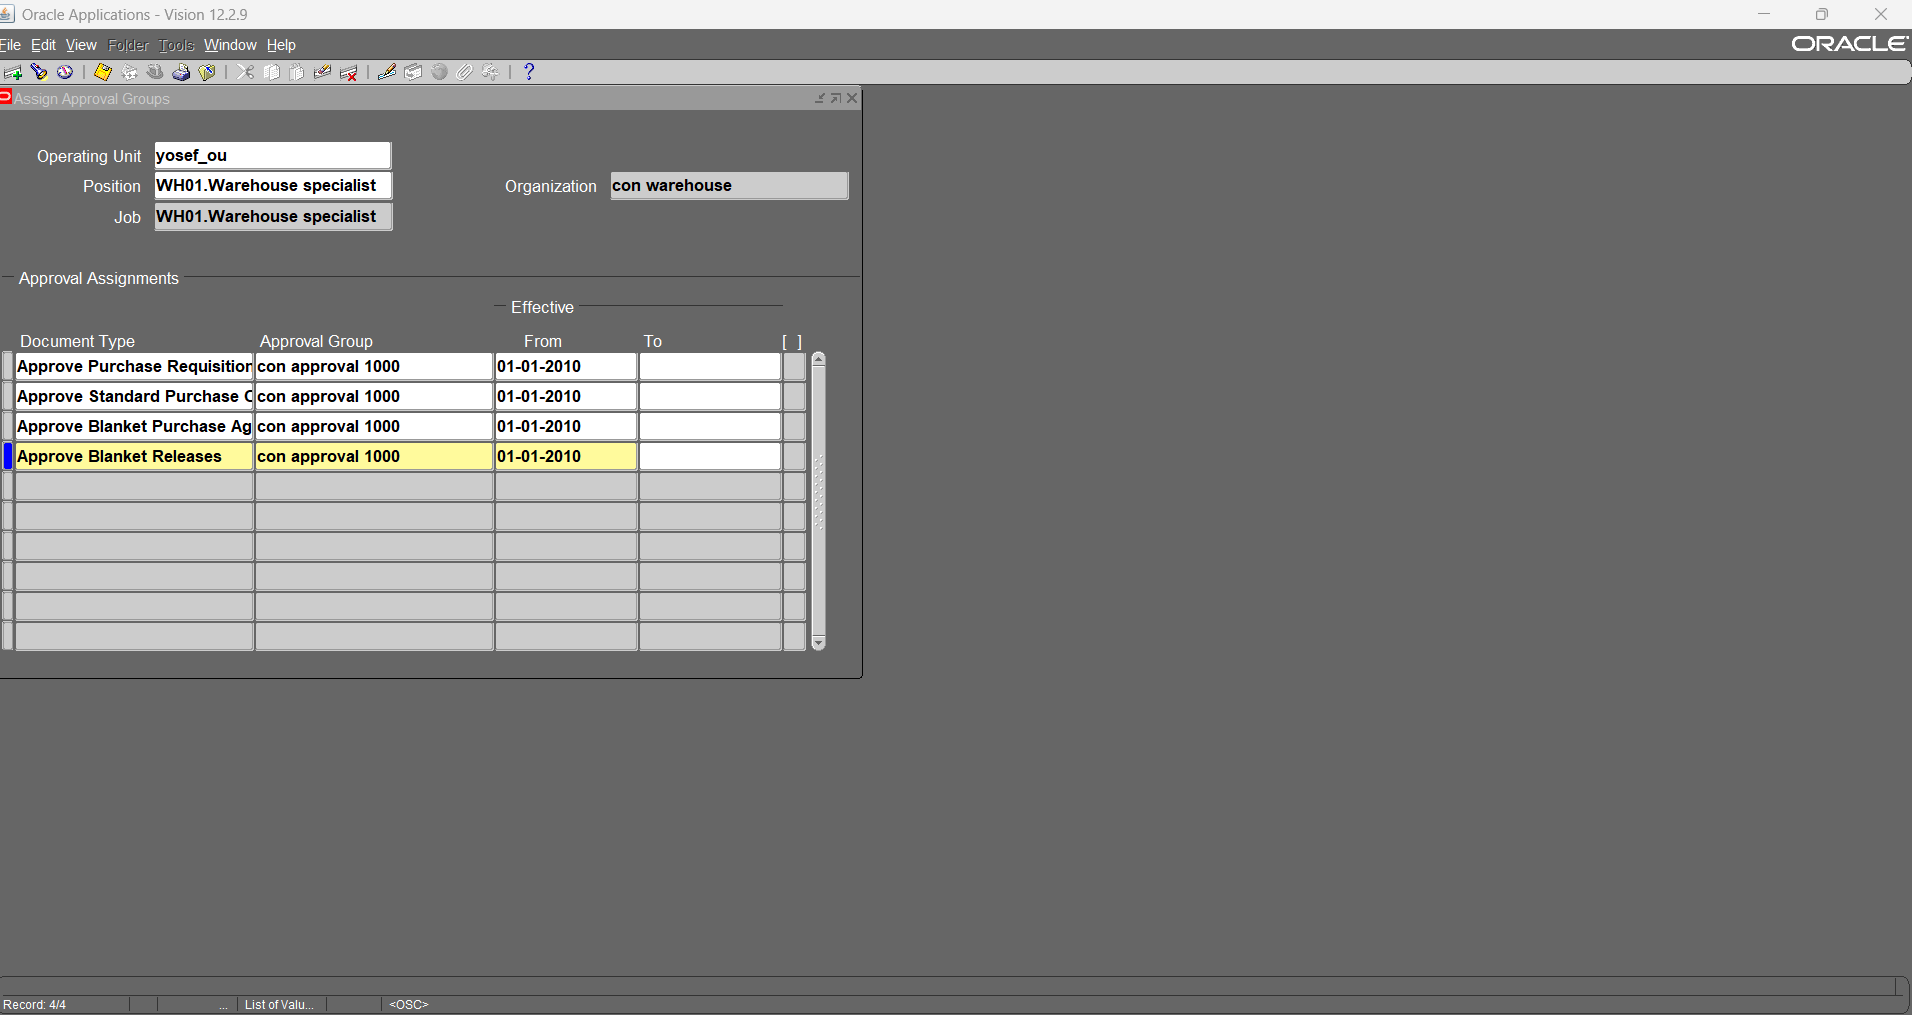 Oracle Applications - Vision 12.2.9
File Edit View Folder Tools Window Help
ORACLE
Assign Approval Groups
Operating Unit yosef_ou
Position WH01.Warehouse specialist Organization con warehouse
Job WH01.Warehouse specialist
Approval Assignments
Effective
Document Type Approval Group From To [ ]
Approve Purchase Requisition con approval 1000 01-01-2010
Approve Standard Purchase O con approval 1000 01-01-2010
Approve Blanket Purchase Ag con approval 1000 01-01-2010
Approve Blanket Releases con approval 1000 01-01-2010
Record: 4/4 ... List of Valu... <OSC>